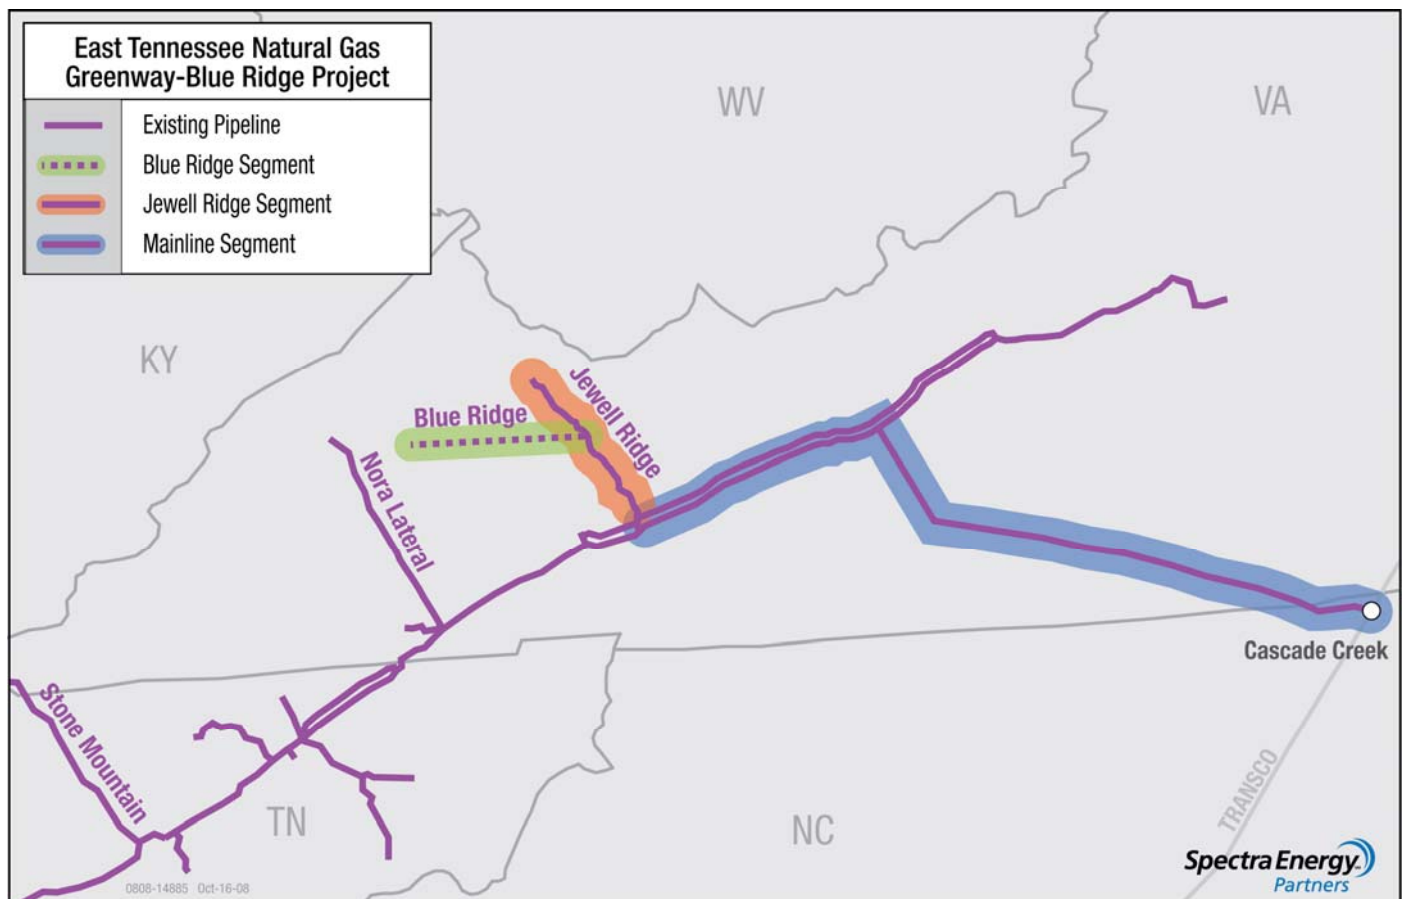 East Tennessee Natural Gas
Greenway-Blue Ridge Project
Existing Pipeline
Blue Ridge Segment
Jewell Ridge Segment
Mainline Segment
WV
VA
KY
Jewell Ridge
Blue Ridge
Nora Lateral
Cascade Creek
Stone Mountain
TRANSCO
TN
NC
Spectra Energy
Partners
0808-14885 Oct-16-08